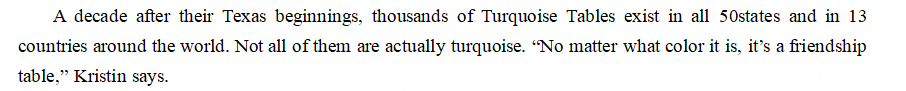 A decade after their Texas beginnings, thousands of Turquoise Tables exist in all 50states and in 13
countries around the world. Not all of them are actually turquoise. “No matter what color it is, it’s a friendship
table,” Kristin says.